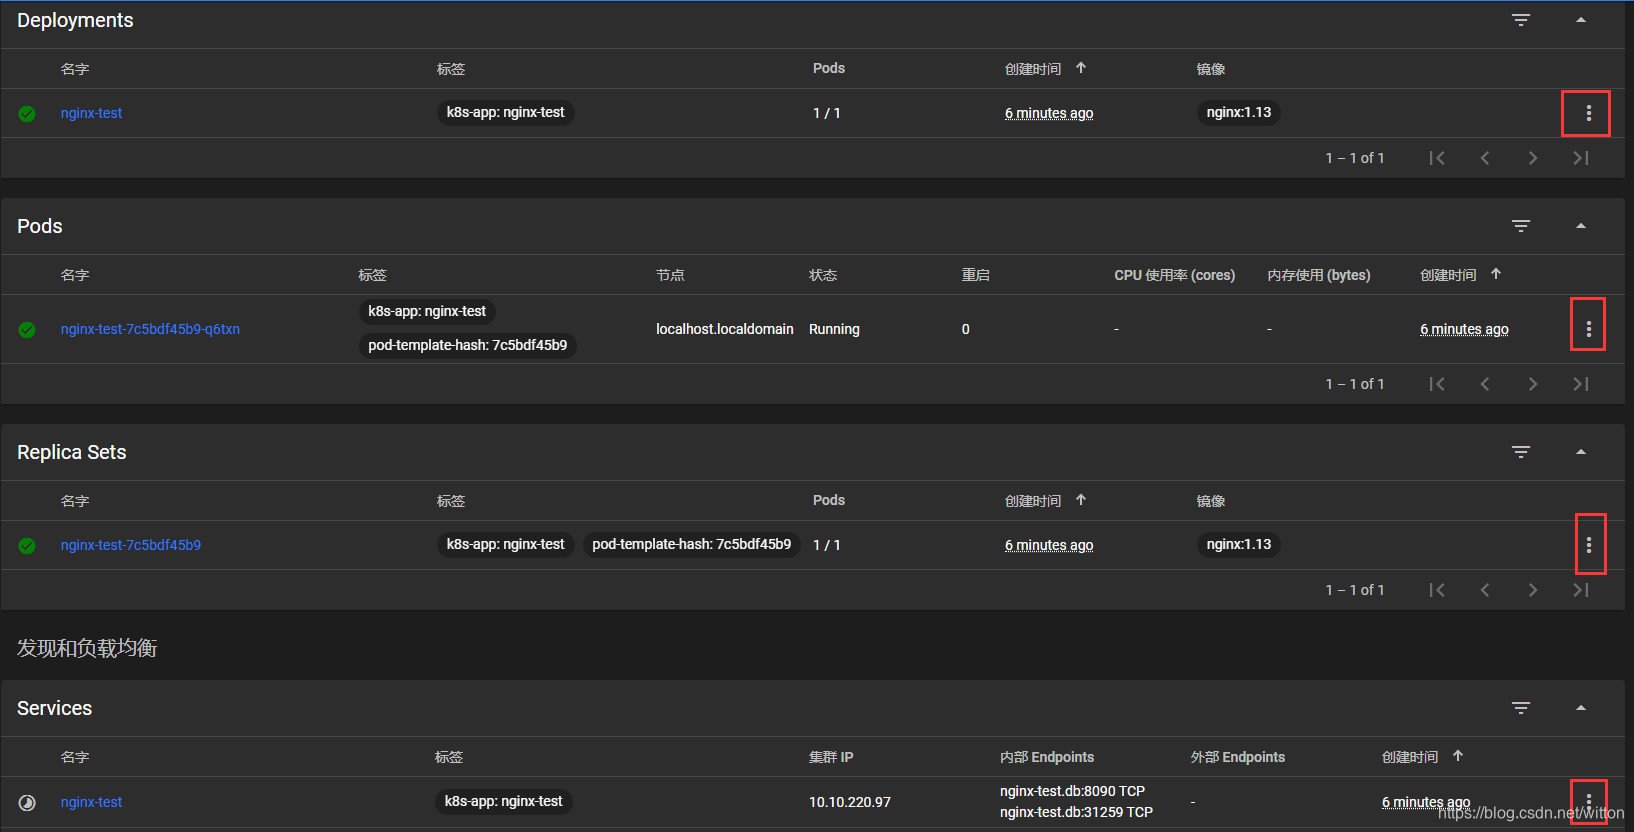 Deployments
名字 标签 Pods 创建时间 镜像
nginx-test k8s-app: nginx-test 1 / 1 6 minutes ago nginx:1.13
1 – 1 of 1
Pods
名字 标签 节点 状态 重启 CPU 使用率 (cores) 内存使用 (bytes) 创建时间
k8s-app: nginx-test
nginx-test-7c5bdf45b9-q6txn localhost.localdomain Running 0 - - 6 minutes ago
pod-template-hash: 7c5bdf45b9
1 – 1 of 1
Replica Sets
名字 标签 Pods 创建时间 镜像
nginx-test-7c5bdf45b9 k8s-app: nginx-test pod-template-hash: 7c5bdf45b9 1 / 1 6 minutes ago nginx:1.13
1 – 1 of 1
发现和负载均衡
Services
名字 标签 集群 IP 内部 Endpoints 外部 Endpoints 创建时间
nginx-test.db:8090 TCP
nginx-test k8s-app: nginx-test 10.10.220.97 - 6 minutes ago
nginx-test.db:31259 TCP
https://blog.csdn.net/witton